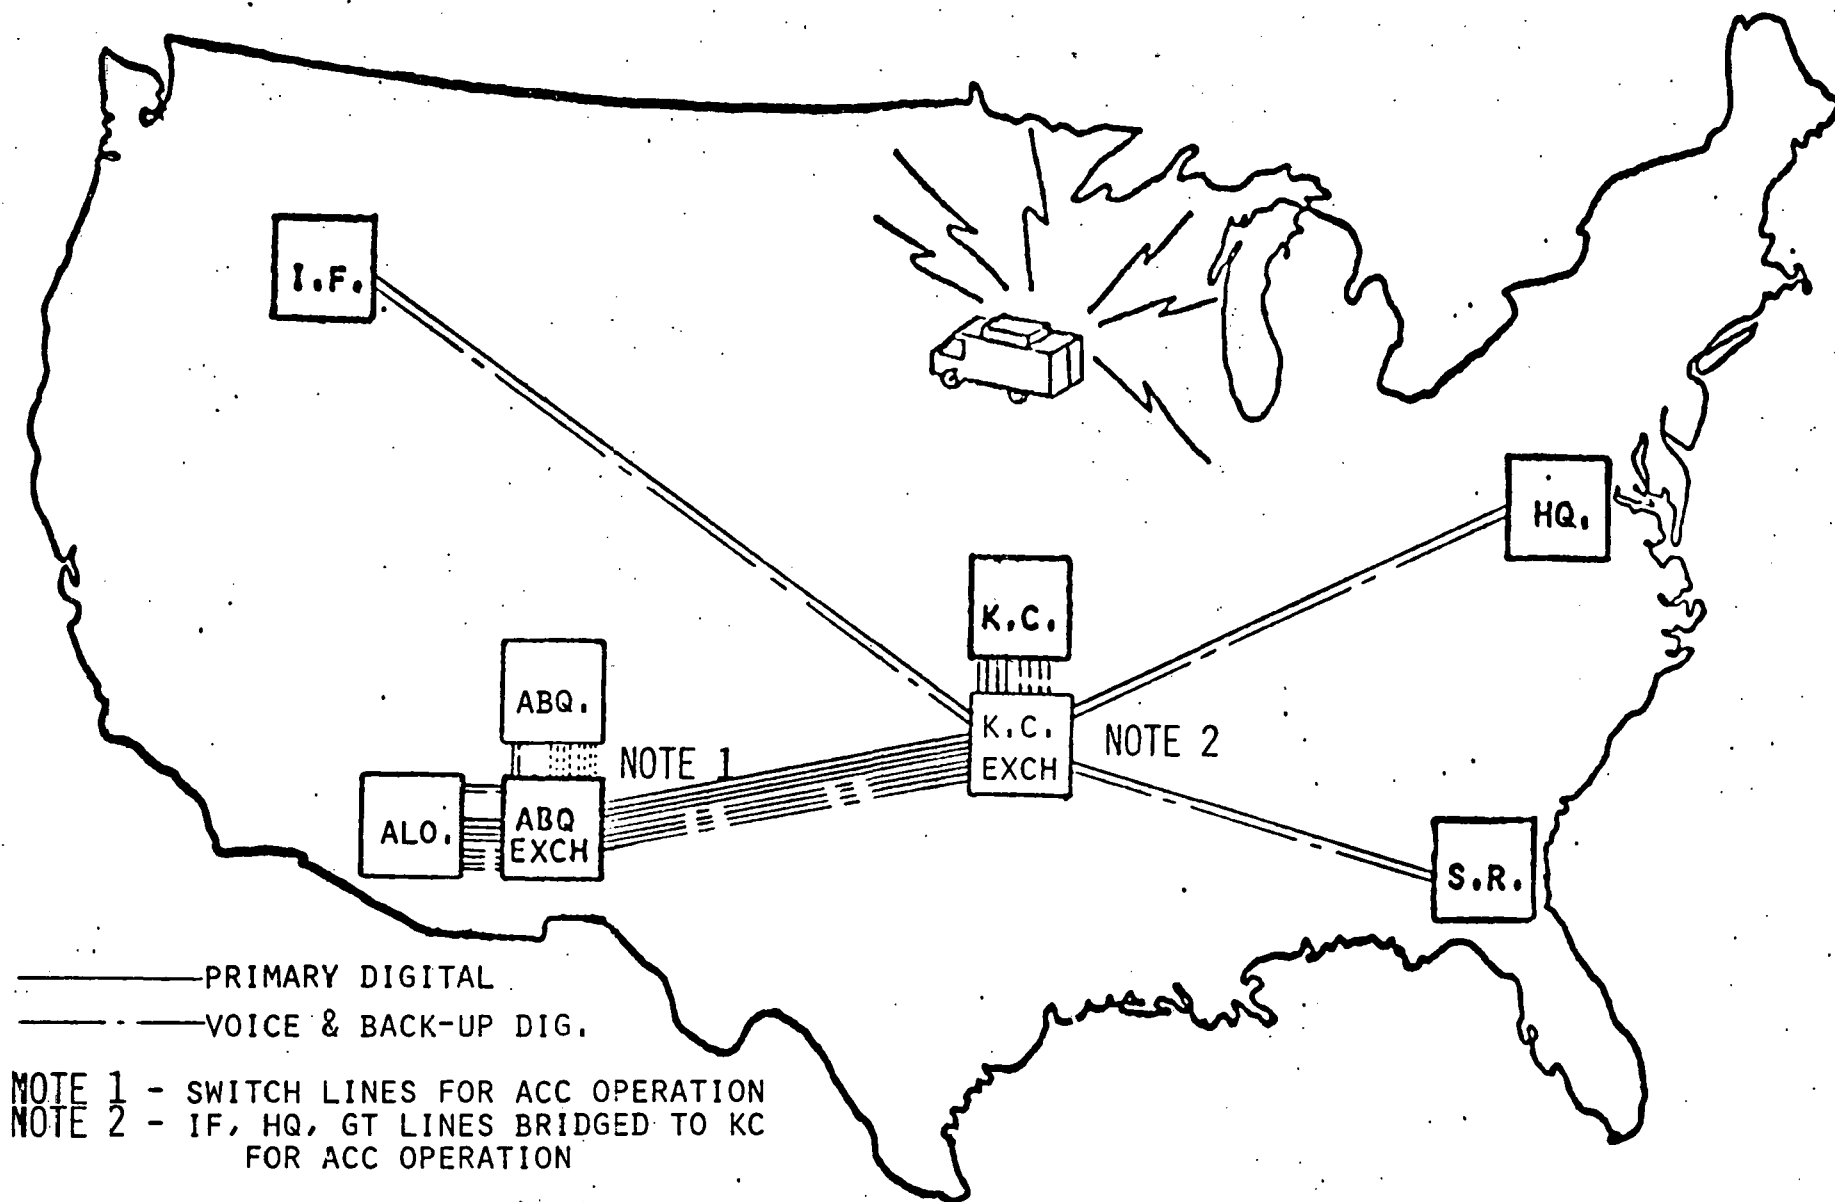 I.F.
HQ.
K.C.
K.C.
EXCH
NOTE 2
ABQ.
NOTE 1
ALO.
ABQ
EXCH
S.R.
PRIMARY DIGITAL
VOICE & BACK-UP DIG.
NOTE 1 - SWITCH LINES FOR ACC OPERATION
NOTE 2 - IF, HQ, GT LINES BRIDGED TO KC
FOR ACC OPERATION